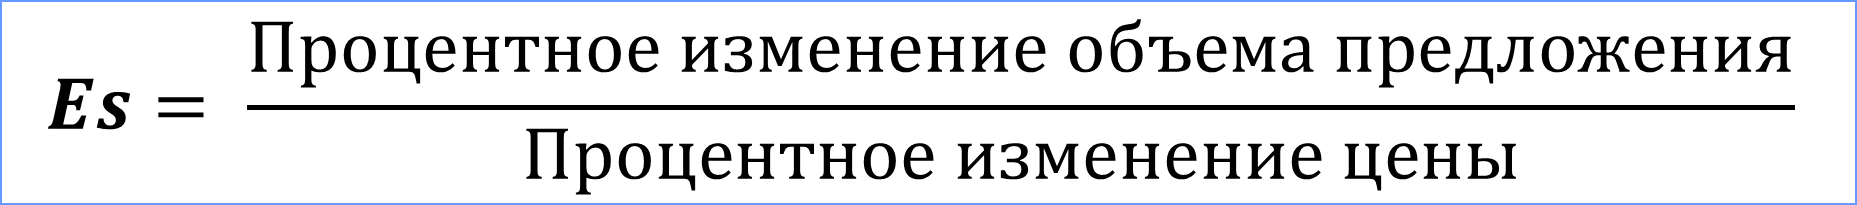 Процентное изменение объема предложения
Es =
Процентное изменение цены